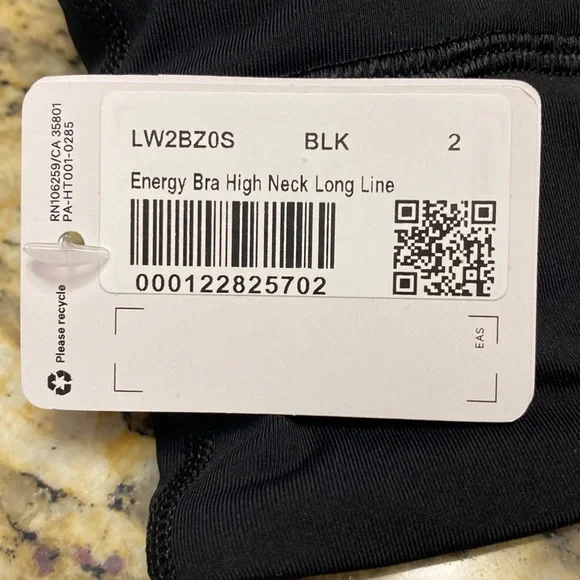 LW2BZ0S BLK 2
Energy Bra High Neck Long Line
000122825702
RN106259/CA 35801
PA-HT001-0285
Please recycle
EAS